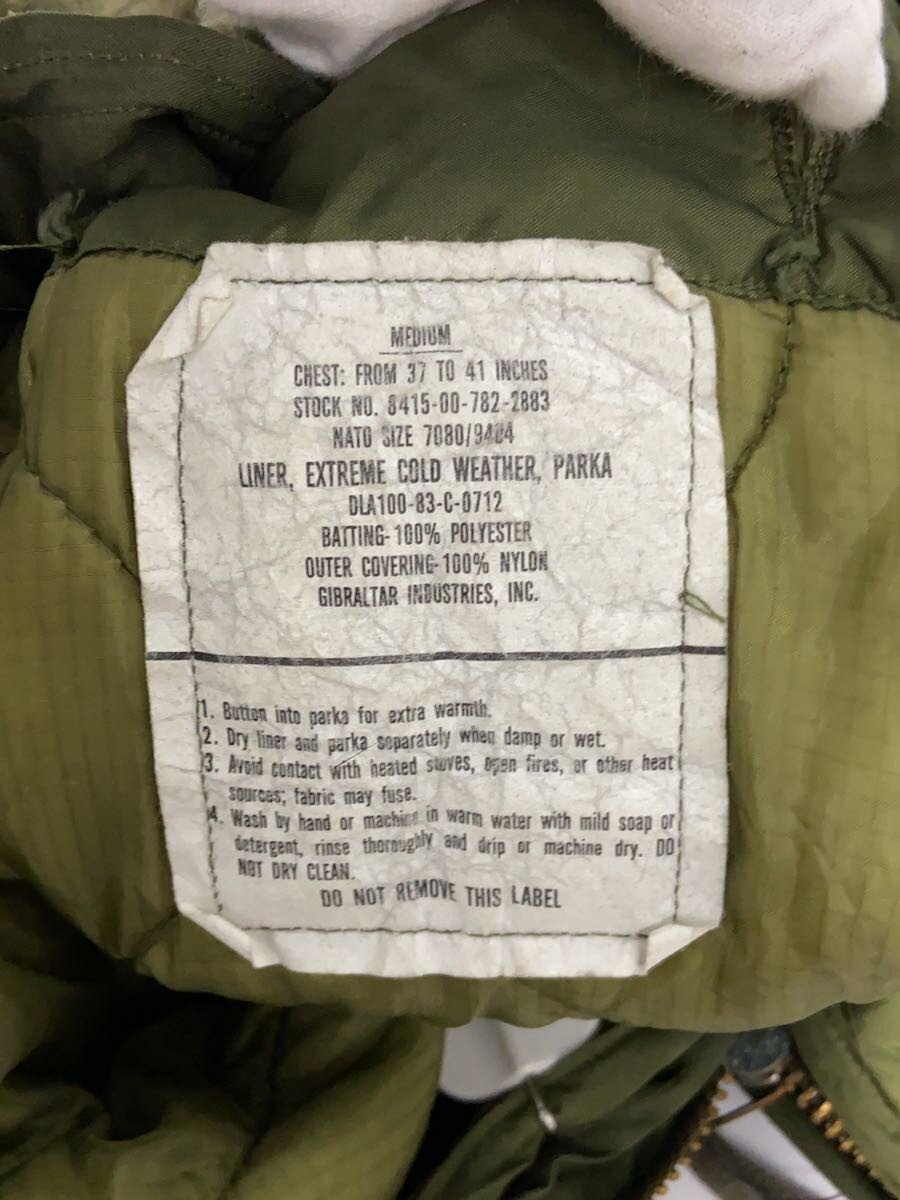 MEDIUM
CHEST: FROM 37 TO 41 INCHES
STOCK NO. 8415-00-782-2883
NATO SIZE 7080/9404
LINER, EXTREME COLD WEATHER, PARKA
DLA100-83-C-0712
BATTING-100% POLYESTER
OUTER COVERING-100% NYLON
GIBRALTAR INDUSTRIES, INC.
1. Button into parka for extra warmth.
2. Dry liner and parka separately when damp or wet.
3. Avoid contact with heated stoves, open fires, or other heat
sources; fabric may fuse.
4. Wash by hand or machine in warm water with mild soap or
detergent, rinse thoroughly and drip or machine dry. DO
NOT DRY CLEAN.
DO NOT REMOVE THIS LABEL